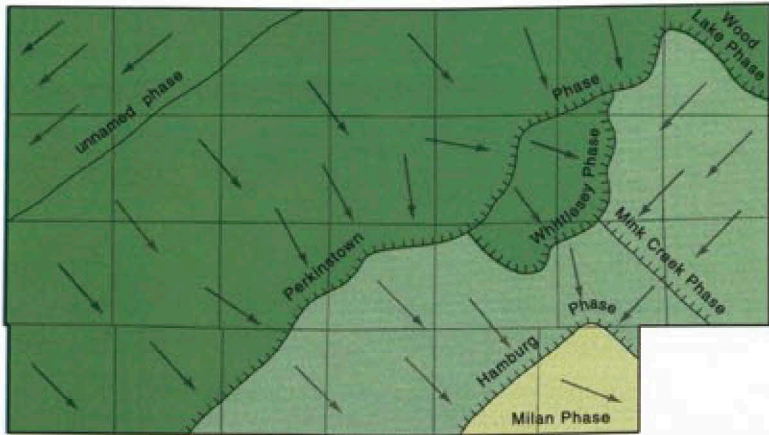 Wood
Lake Phase
Phase
unnamed phase
Whittlesey Phase
Mink Creek Phase
Perkinstown
Phase
Hamburg
Milan Phase